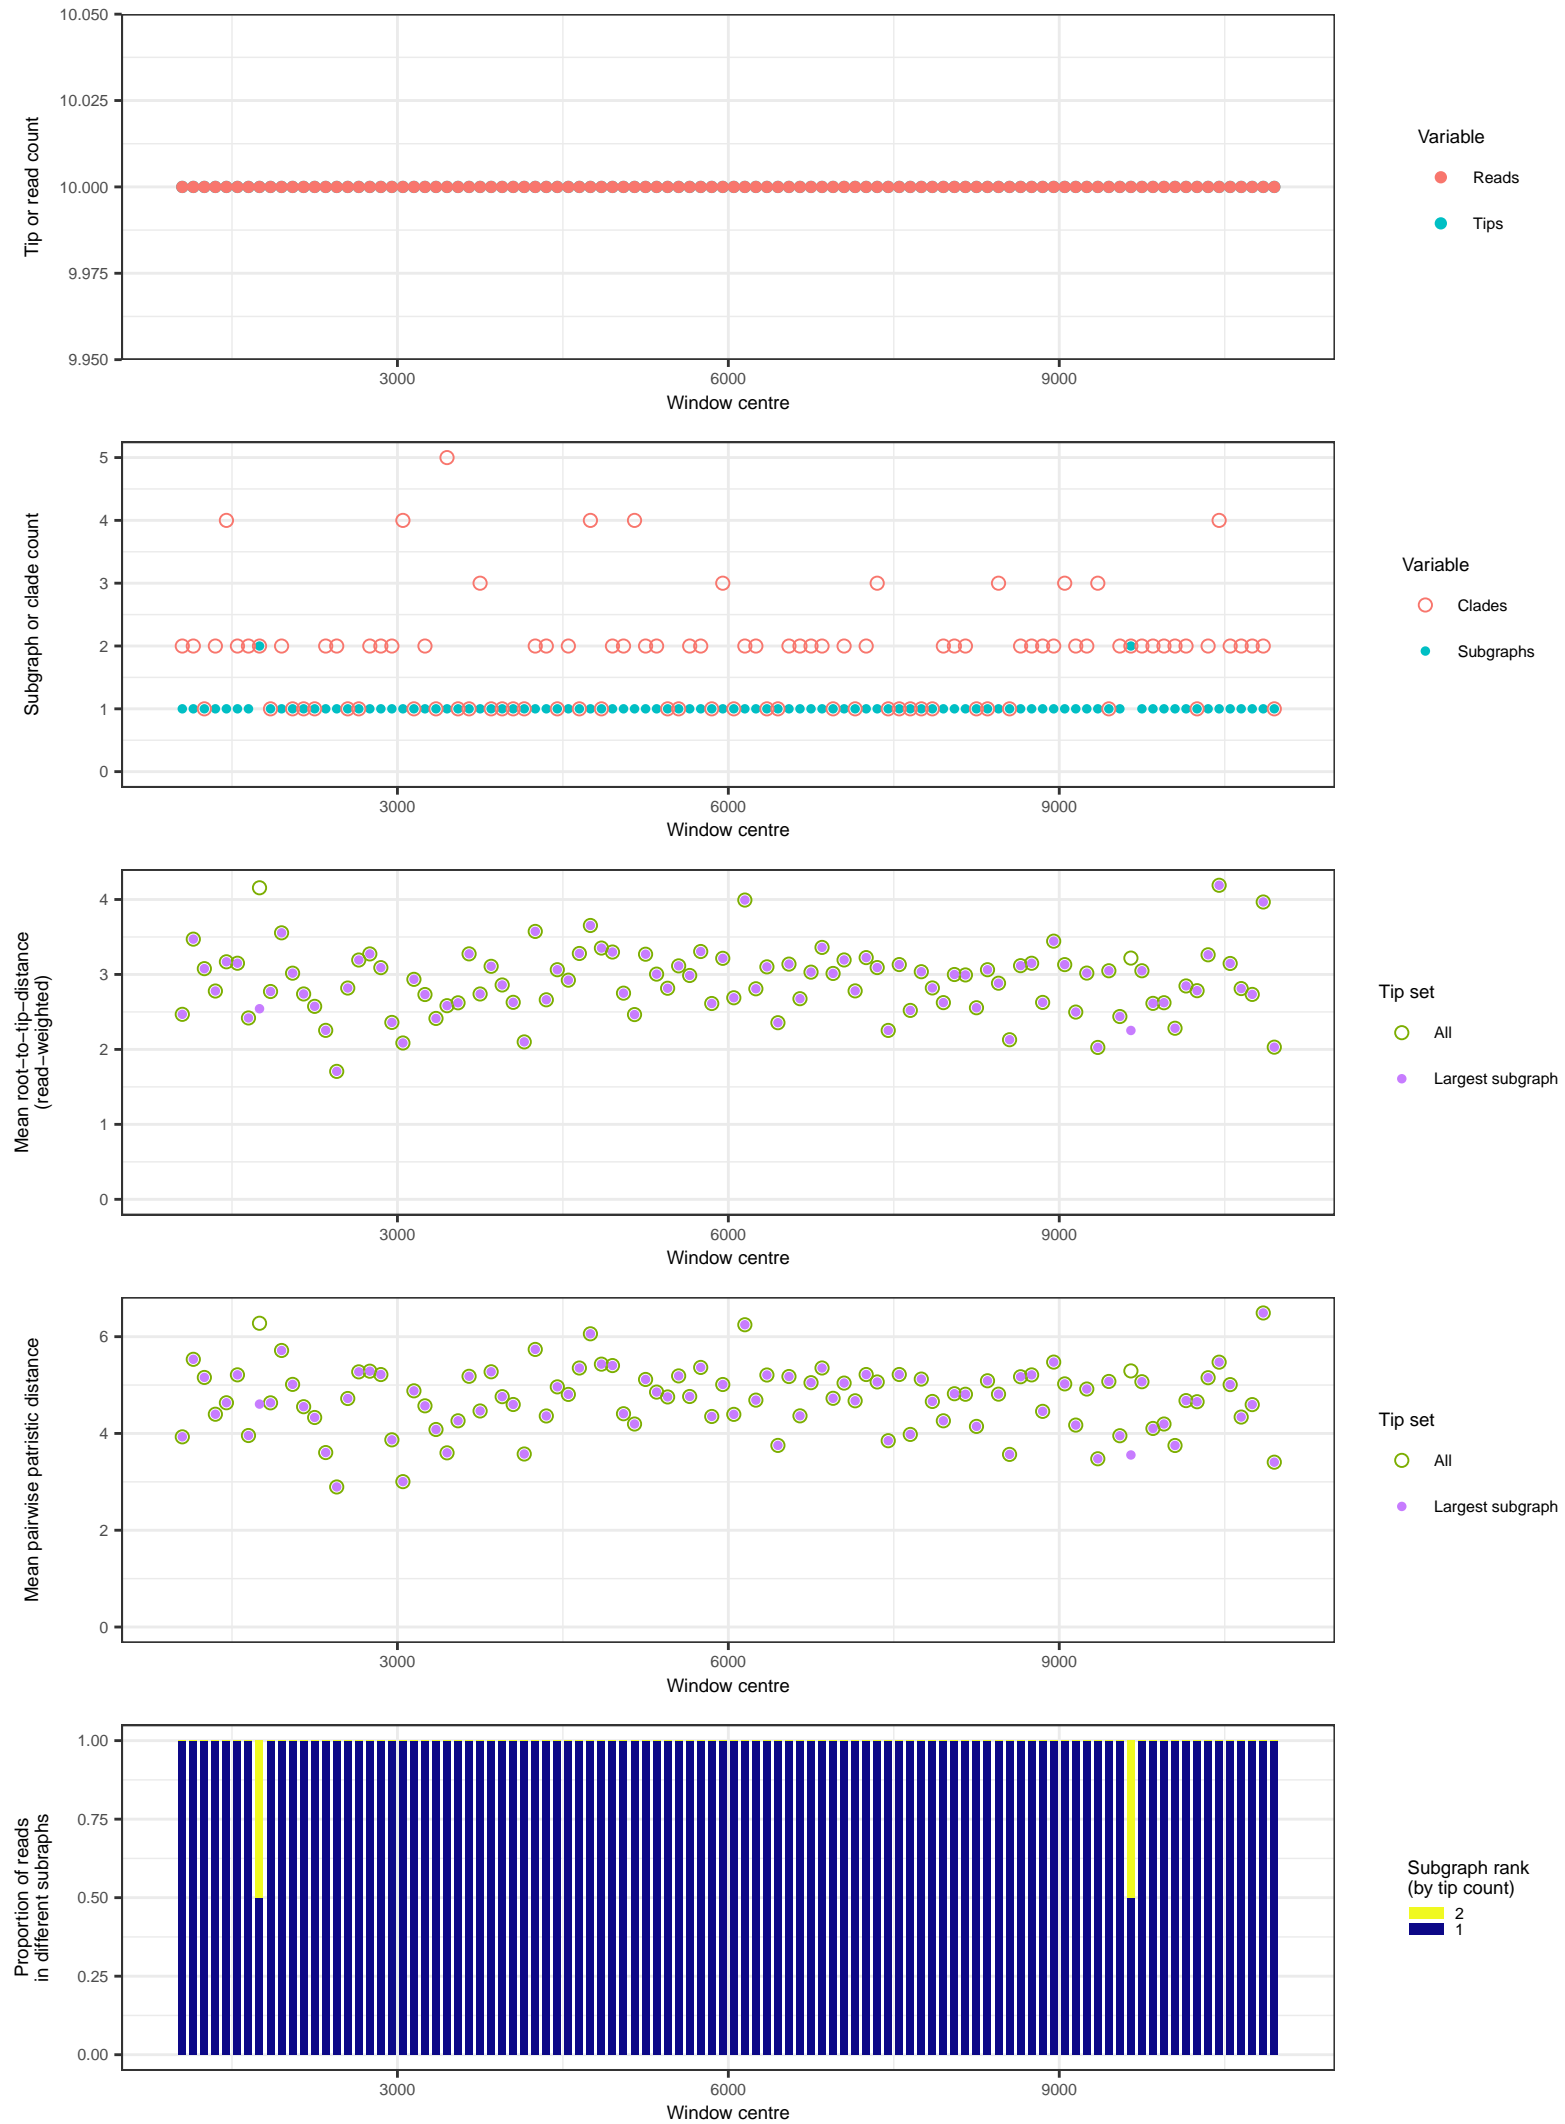 10.050
10.025
10.000
9.975
9.950
Tip or read count
3000 6000 9000
Window centre
Variable
Reads
Tips
5
4
3
2
1
0
Subgraph or clade count
3000 6000 9000
Window centre
Variable
Clades
Subgraphs
4
3
2
1
0
Mean root−to−tip−distance
(read−weighted)
3000 6000 9000
Window centre
Tip set
All
Largest subgraph
6
4
2
0
Mean pairwise patristic distance
3000 6000 9000
Window centre
Tip set
All
Largest subgraph
1.00
0.75
0.50
0.25
0.00
Proportion of reads
in different subraphs
3000 6000 9000
Window centre
Subgraph rank
(by tip count)
2
1